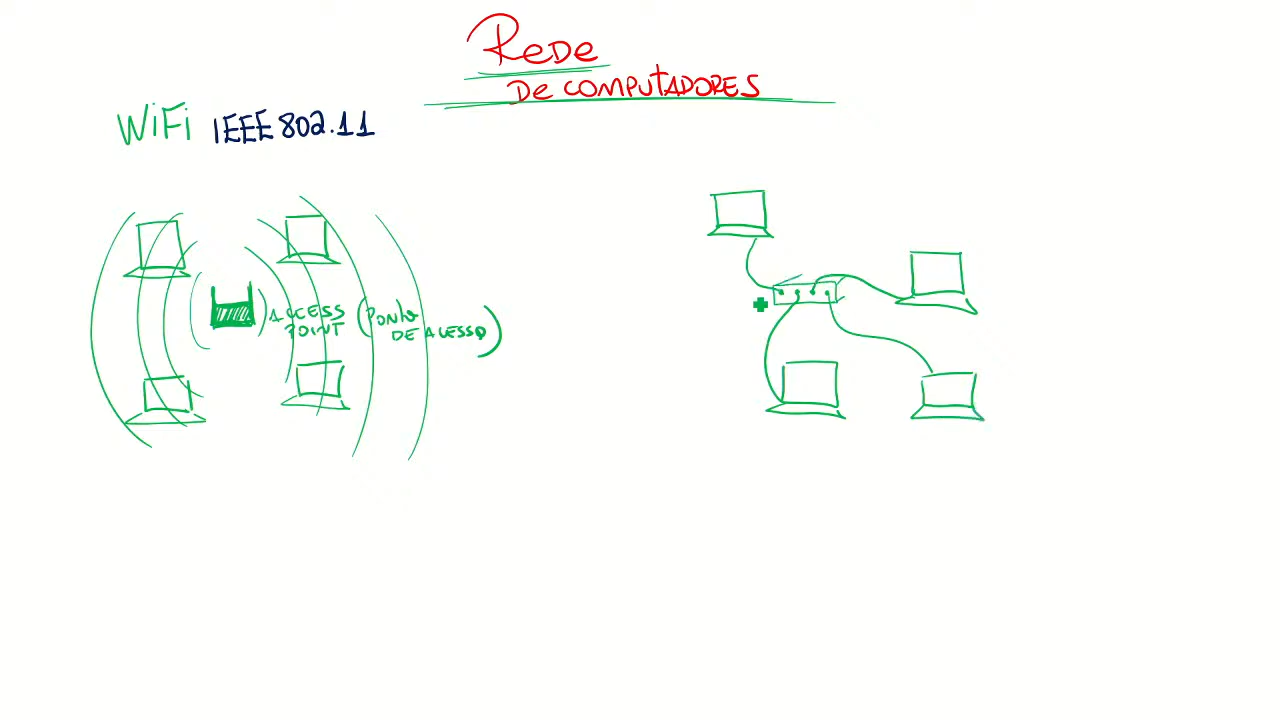 REDE
DE COMPUTADORES
WiFi IEEE 802.11
ACCESS
POINT
(PONTO
DE ACESSO)